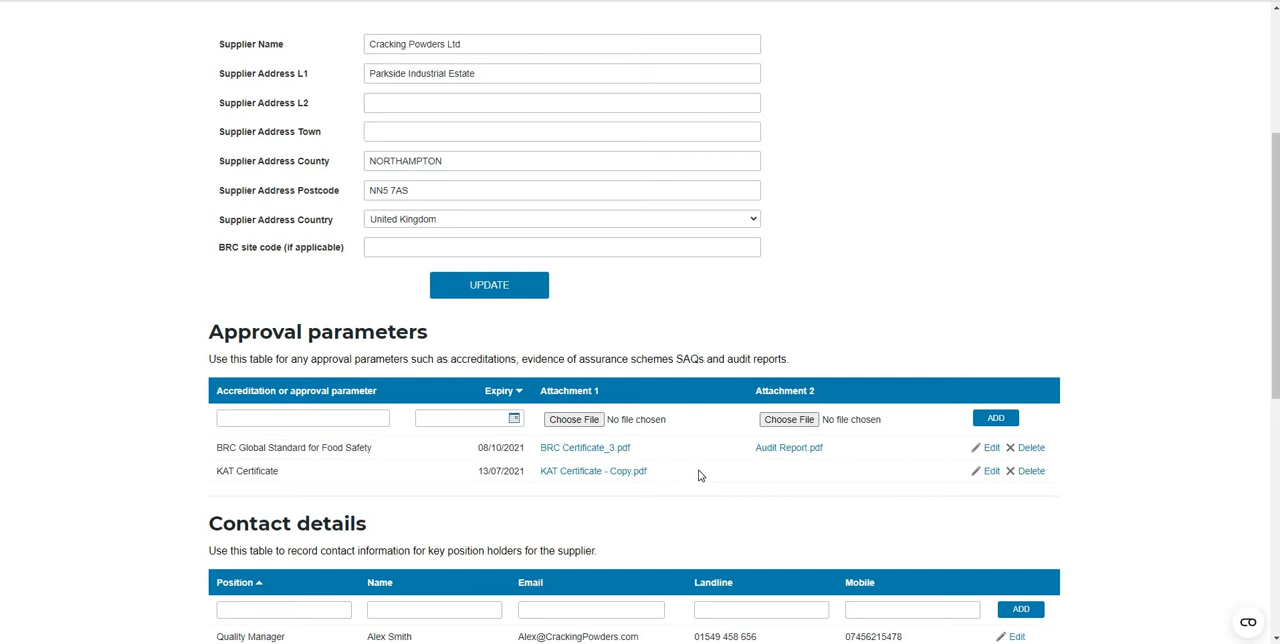 Supplier Name Cracking Powders Ltd
Supplier Address L1 Parkside Industrial Estate
Supplier Address L2
Supplier Address Town
Supplier Address County NORTHAMPTON
Supplier Address Postcode NN5 7AS
Supplier Address Country United Kingdom
BRC site code (if applicable)
UPDATE
Approval parameters
Use this table for any approval parameters such as accreditations, evidence of assurance schemes SAQs and audit reports.
Accreditation or approval parameter Expiry Attachment 1 Attachment 2
Choose File No file chosen Choose File No file chosen ADD
BRC Global Standard for Food Safety 08/10/2021 BRC Certificate_3.pdf Audit Report.pdf Edit Delete
KAT Certificate 13/07/2021 KAT Certificate - Copy.pdf Edit Delete
Contact details
Use this table to record contact information for key position holders for the supplier.
Position Name Email Landline Mobile
ADD
Quality Manager Alex Smith Alex@CrackingPowders.com 01549 458 656 07456215478 Edit